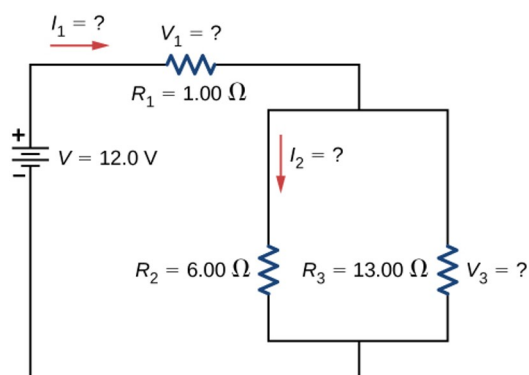 I₁ = ?
V₁ = ?
R₁ = 1.00 Ω
+
V = 12.0 V
−
I₂ = ?
R₂ = 6.00 Ω
R₃ = 13.00 Ω
V₃ = ?